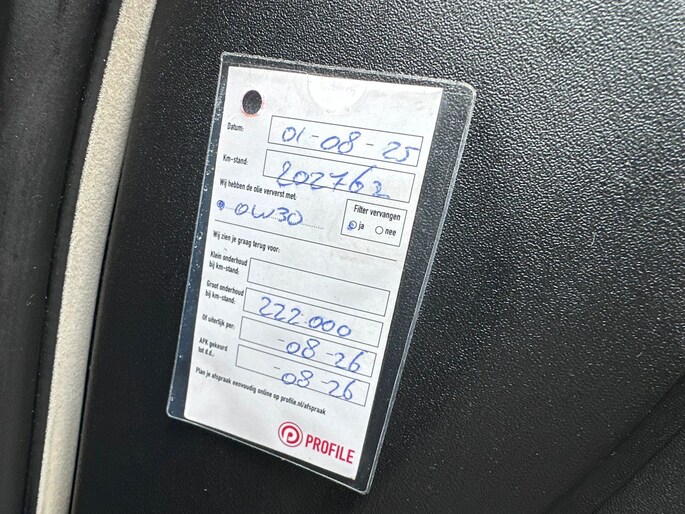 Datum: 01-08-25
Km-stand: 202762
Wij hebben de olie ververst met:
0W30
Filter vervangen
ja nee
Wij zien je graag terug voor:
Klein onderhoud
bij km-stand:
Groot onderhoud
bij km-stand: 222.000
Of uiterlijk per: -08-26
APK gekeurd
tot d.d.: -08-26
Plan je afspraak eenvoudig online op profile.nl/afspraak
PROFILE